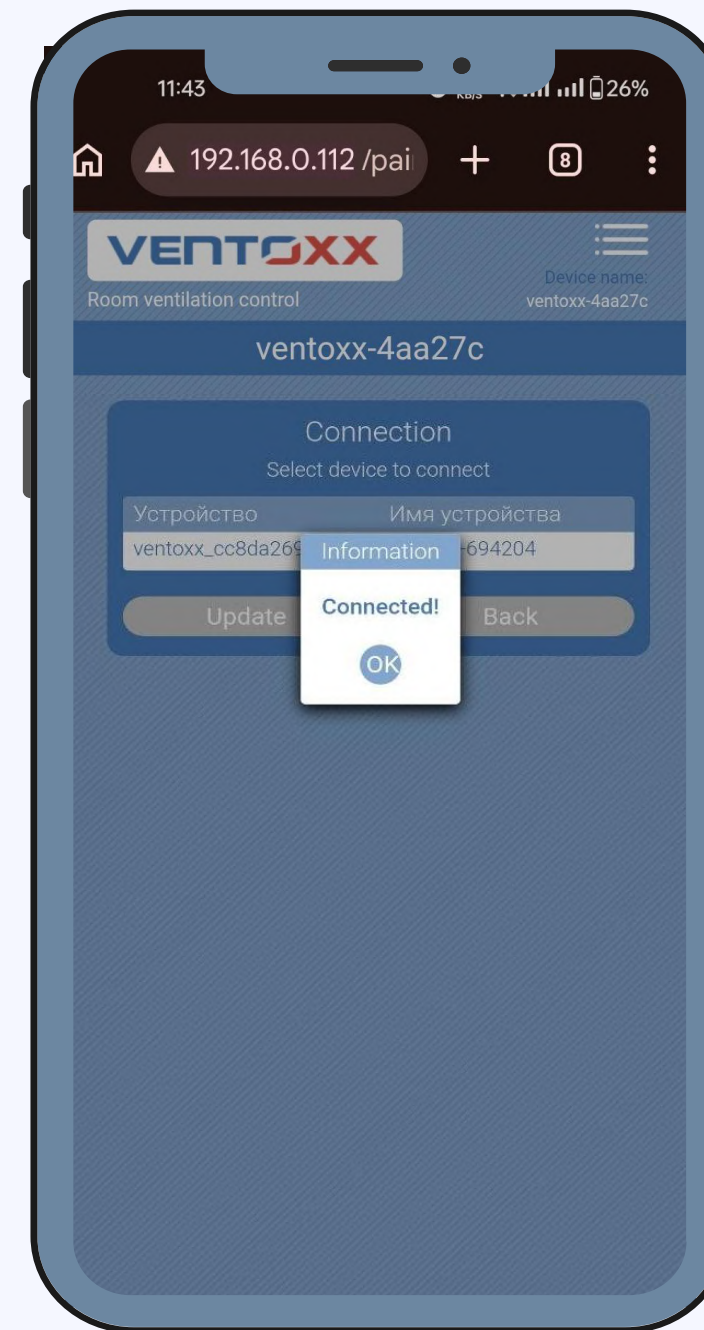 11:43 KB/S 26%
192.168.0.112/pai 8
VENTOXX
Device name:
Room ventilation control ventoxx-4aa27c
ventoxx-4aa27c
Connection
Select device to connect
Устройство Имя устройства
ventoxx_cc8da269 -694204
Information
Update Connected! Back
OK